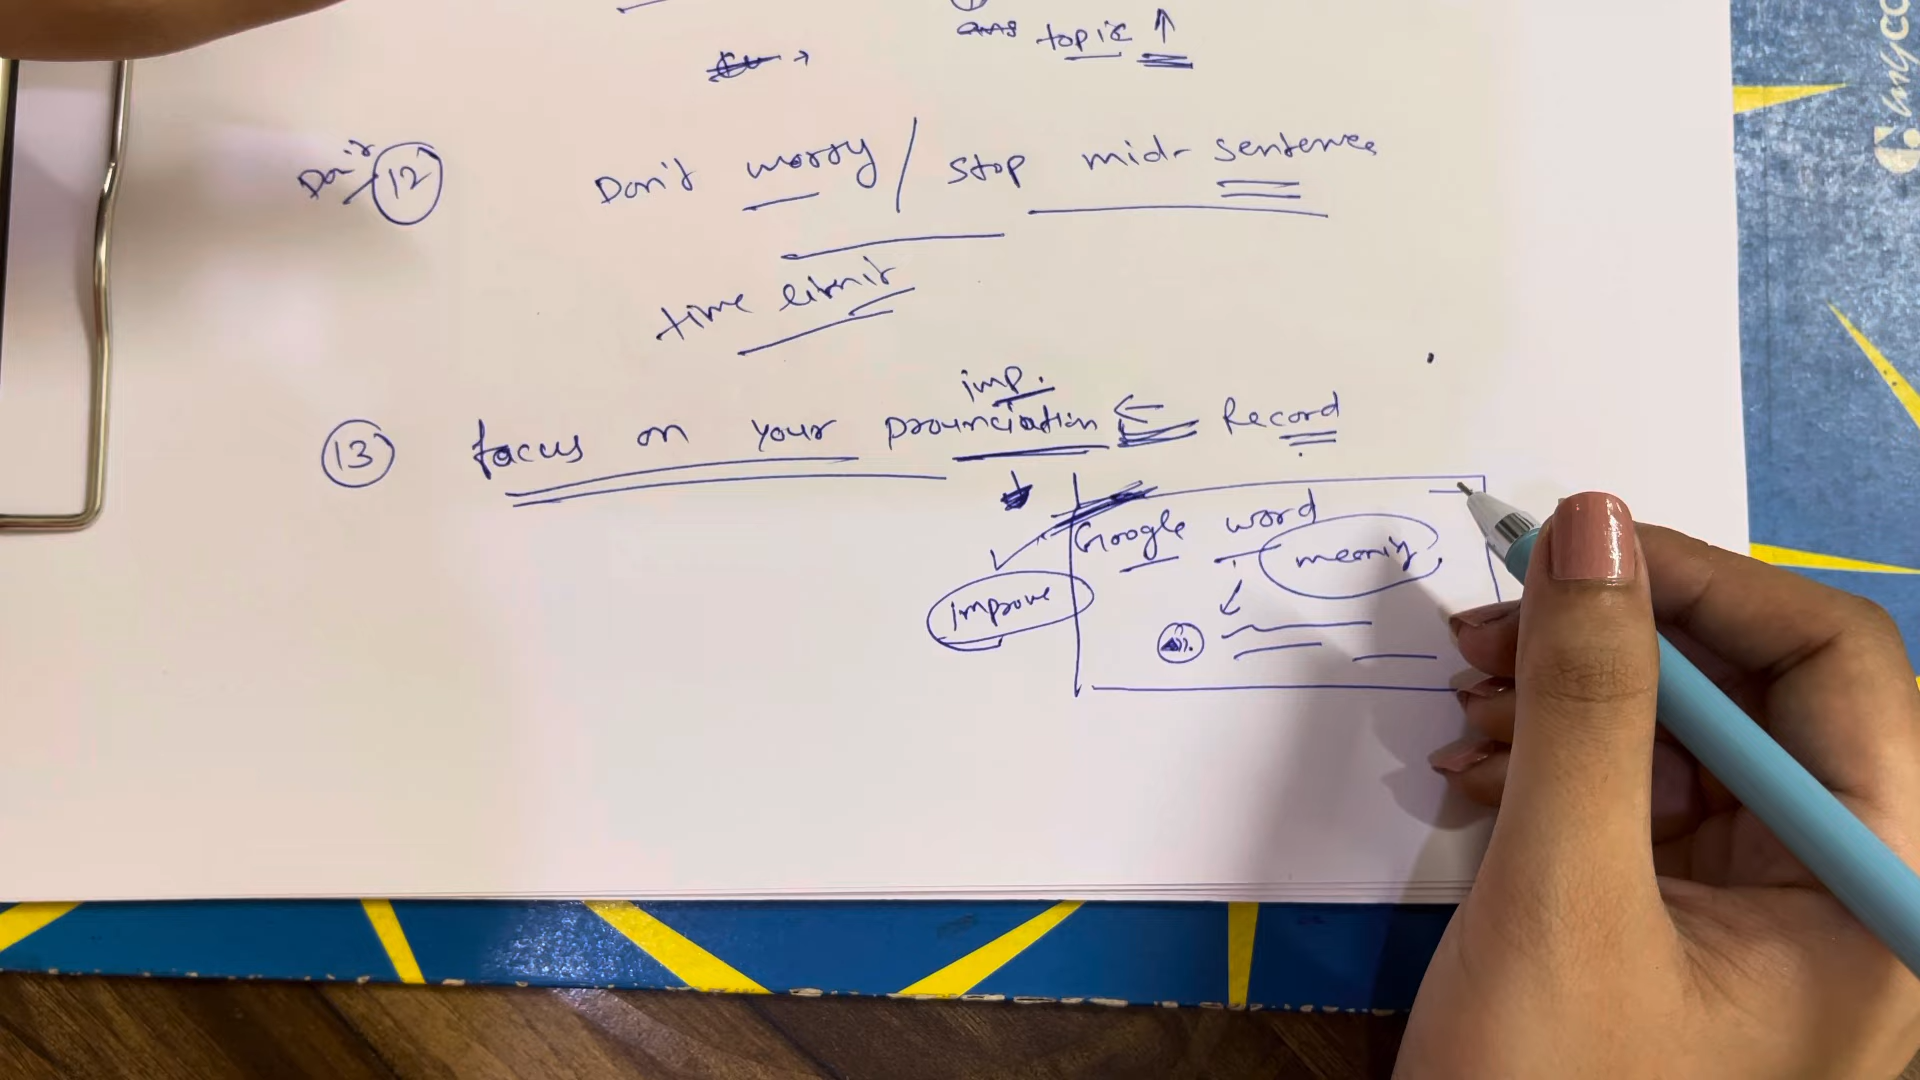 topic ↑
Don't (12) Don't worry / stop mid-sentence
time limit
imp.
(13) focus on your prounciation ← Record
Google word
meaning
Improve